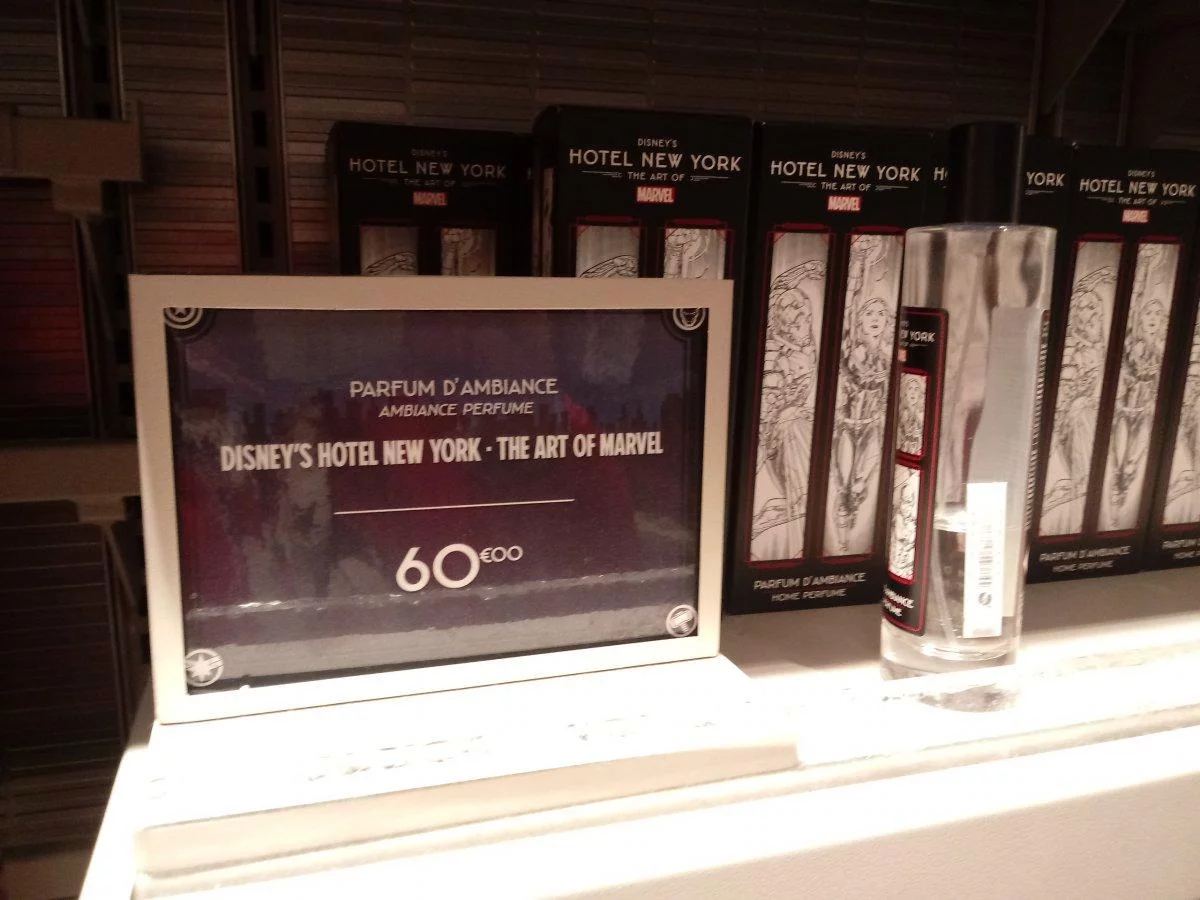 DISNEY'S
HOTEL NEW YORK
THE ART OF
MARVEL
DISNEY'S
HOTEL NEW YORK
THE ART OF
MARVEL
DISNEY'S
HOTEL NEW YORK
THE ART OF
MARVEL
PARFUM D'AMBIANCE
HOME PERFUME
YORK
DISNEY'S
HOTEL NEW YORK
THE ART OF
MARVEL
PARFUM D'AMBIANCE
HOME PERFUME
YORK
PARFUM D'AMBIANCE
AMBIANCE PERFUME
DISNEY'S HOTEL NEW YORK · THE ART OF MARVEL
60€00